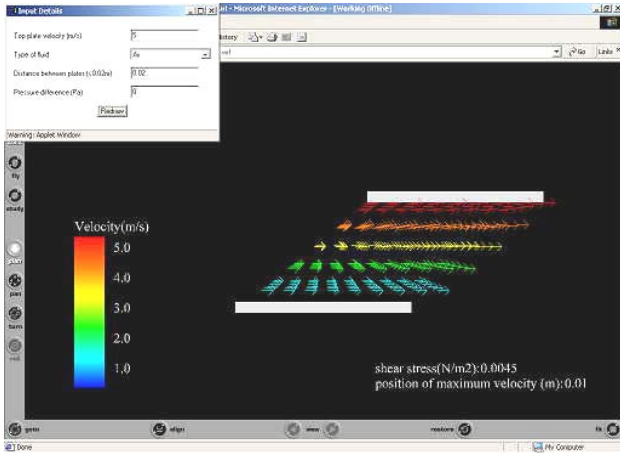 Input Details
- Microsoft Internet Explorer - [Working Offline]
Top plate velocity (m/s)
5
Type of fluid
Distance between plates (<0.02m)
0.02
Pressure difference (Pa)
0
Redraw
Warning: Applet Window
Go
Links
fly
study
Velocity(m/s)
5.0
4.0
3.0
2.0
1.0
pan
turn
shear stress(N/m2):0.0045
position of maximum velocity (m):0.01
goto
align
view
restore
fit
Done
My Computer